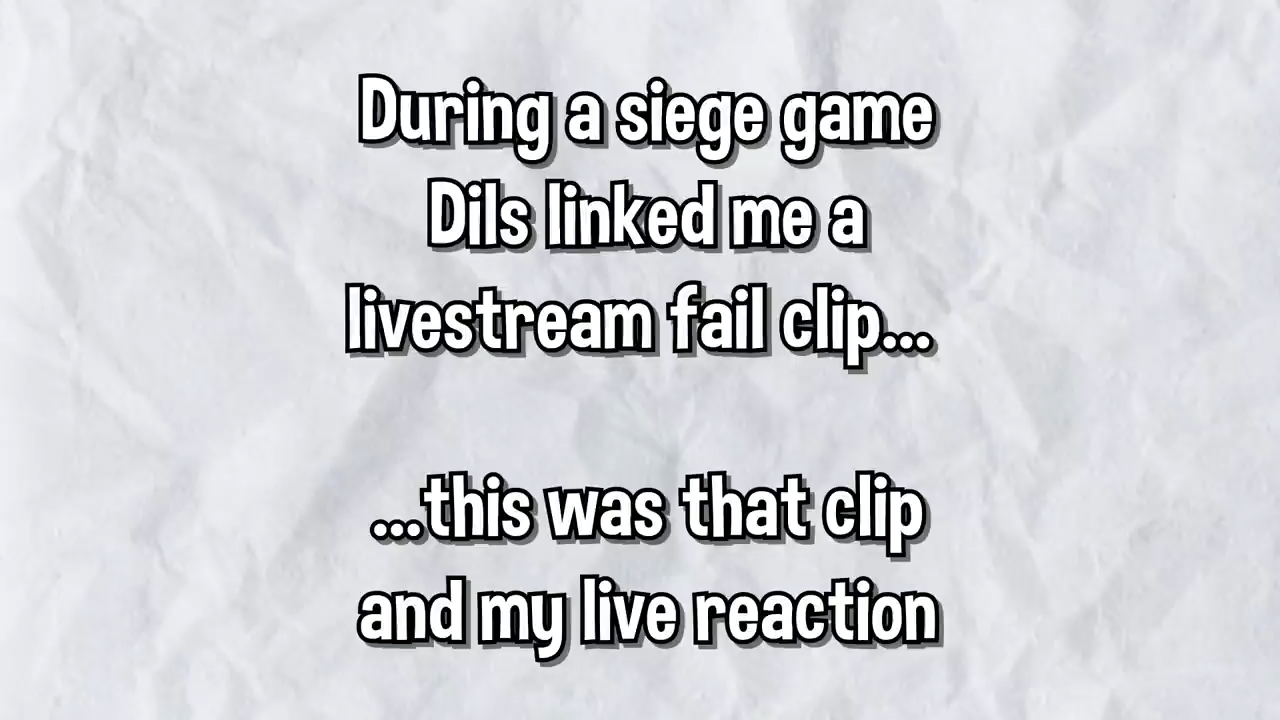 During a siege game
Dils linked me a
livestream fail clip...
...this was that clip
and my live reaction